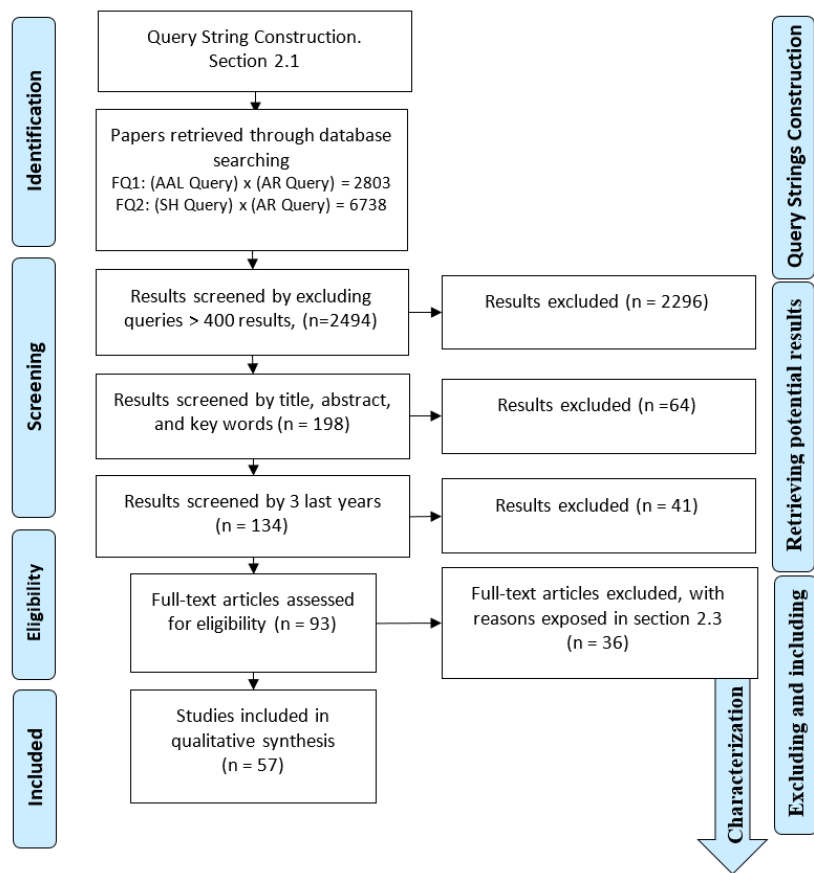 Identification
Query String Construction.
Section 2.1
Query Strings Construction
Papers retrieved through database
searching
FQ1: (AAL Query) x (AR Query) = 2803
FQ2: (SH Query) x (AR Query) = 6738
Screening
Results screened by excluding
queries > 400 results, (n=2494)
Results excluded (n = 2296)
Retrieving potential results
Results screened by title, abstract,
and key words (n = 198)
Results excluded (n =64)
Results screened by 3 last years
(n = 134)
Results excluded (n = 41)
Eligibility
Full-text articles assessed
for eligibility (n = 93)
Full-text articles excluded, with
reasons exposed in section 2.3
(n = 36)
Excluding and including
Included
Studies included in
qualitative synthesis
(n = 57)
Characterization